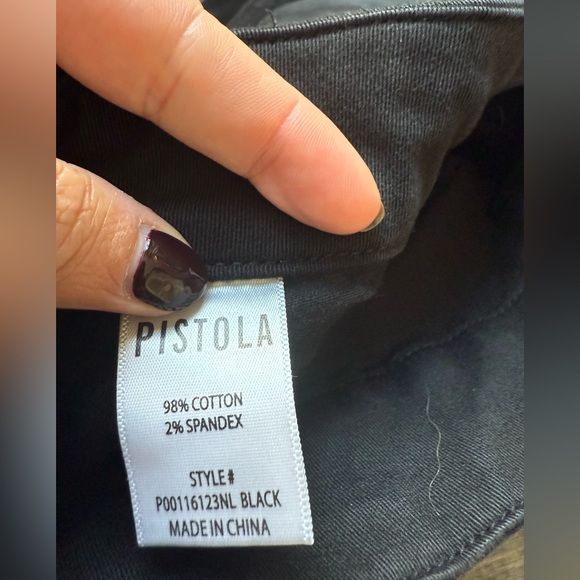 PISTOLA
98% COTTON
2% SPANDEX
STYLE#
P00116123NL BLACK
MADE IN CHINA